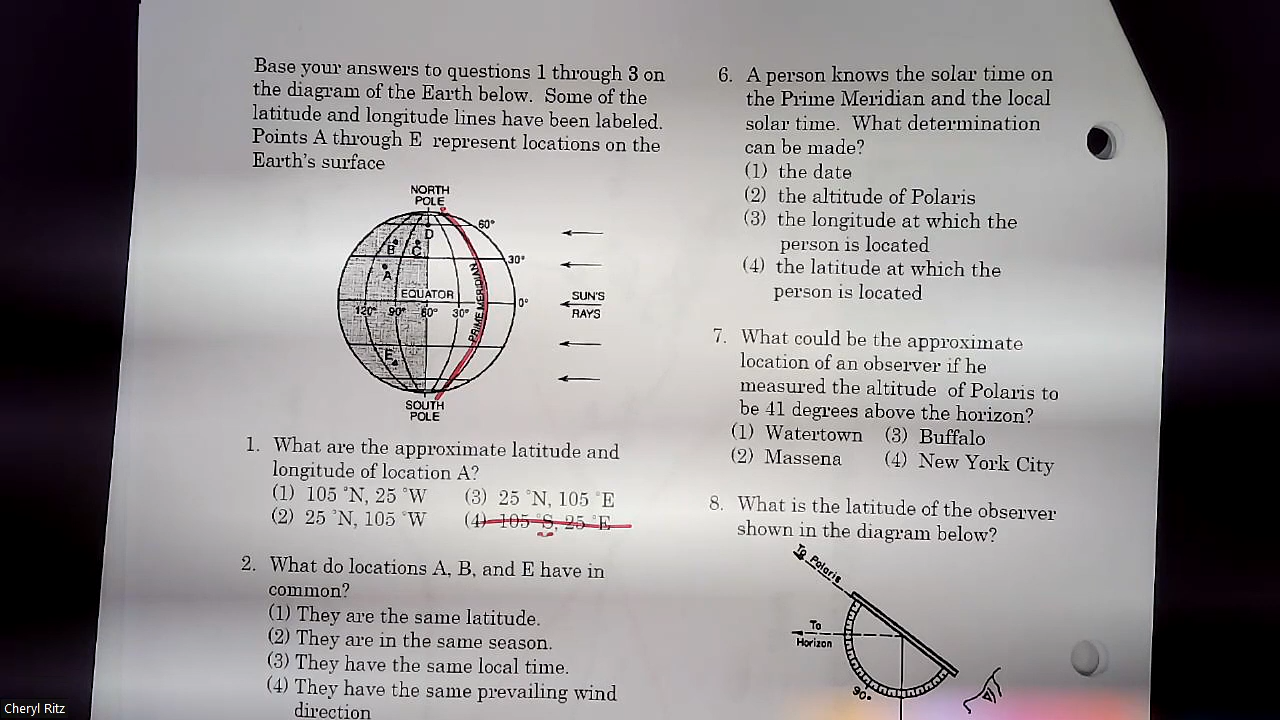 Base your answers to questions 1 through 3 on
the diagram of the Earth below. Some of the
latitude and longitude lines have been labeled.
Points A through E represent locations on the
Earth's surface
NORTH
POLE
60°
D
B
C
30°
A
PRIME MERIDIAN
EQUATOR
0°
SUN'S
RAYS
120° 90° 60° 30°
E
SOUTH
POLE
1. What are the approximate latitude and
longitude of location A?
(1) 105 °N, 25 °W (3) 25 °N, 105 °E
(2) 25 °N, 105 °W (4) 105 °S, 25 °E
2. What do locations A, B, and E have in
common?
(1) They are the same latitude.
(2) They are in the same season.
(3) They have the same local time.
(4) They have the same prevailing wind
direction
6. A person knows the solar time on
the Prime Meridian and the local
solar time. What determination
can be made?
(1) the date
(2) the altitude of Polaris
(3) the longitude at which the
person is located
(4) the latitude at which the
person is located
7. What could be the approximate
location of an observer if he
measured the altitude of Polaris to
be 41 degrees above the horizon?
(1) Watertown (3) Buffalo
(2) Massena (4) New York City
8. What is the latitude of the observer
shown in the diagram below?
To Polaris
To
Horizon
90°
Cheryl Ritz